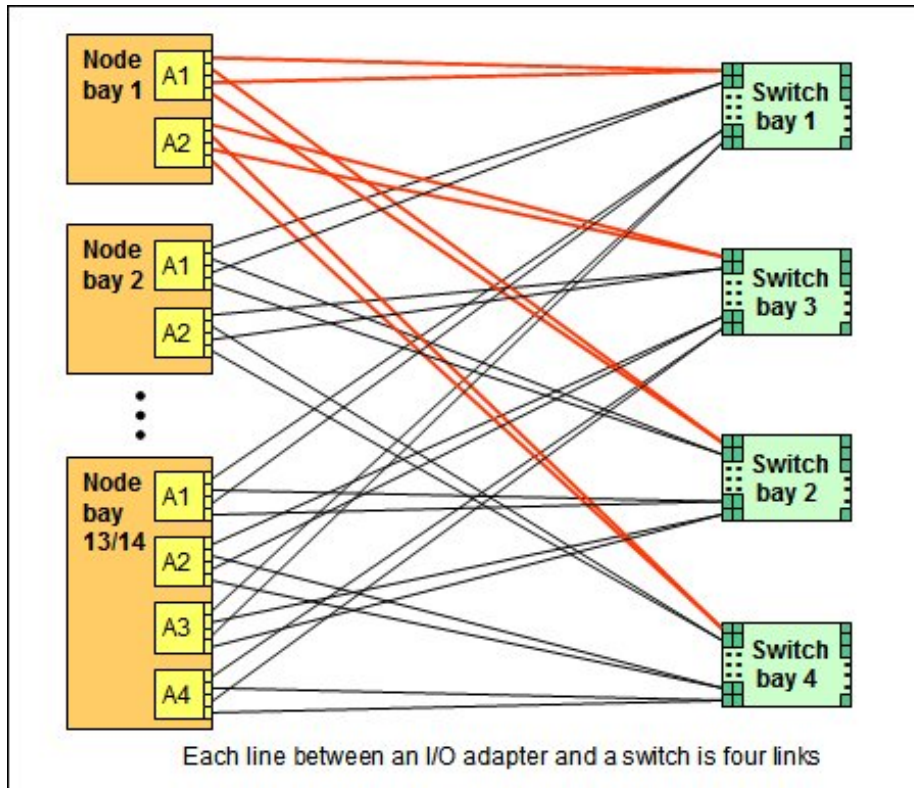 Node
bay 1
A1
A2
Node
bay 2
A1
A2
Node
bay
13/14
A1
A2
A3
A4
Switch
bay 1
Switch
bay 3
Switch
bay 2
Switch
bay 4
Each line between an I/O adapter and a switch is four links